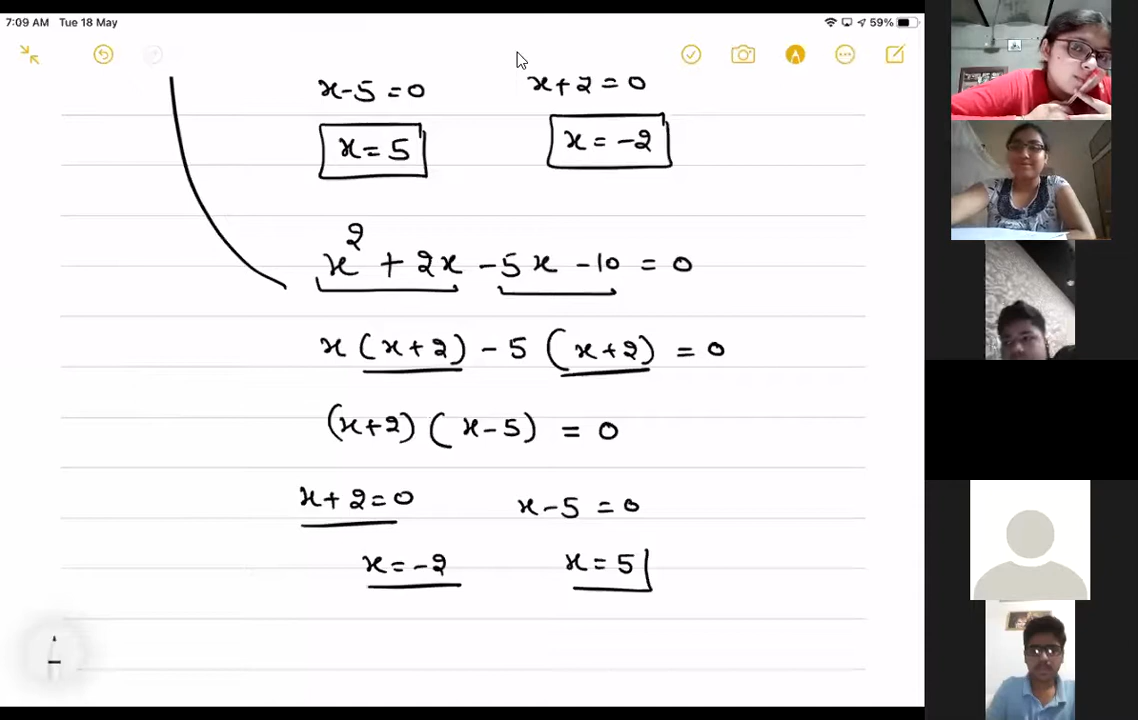 7:09 AM Tue 18 May 59%
x-5=0 x+2=0
x=5 x=-2
x² + 2x -5x -10 = 0
x(x+2) - 5(x+2) = 0
(x+2)(x-5) = 0
x+2=0 x-5=0
x=-2 x=5